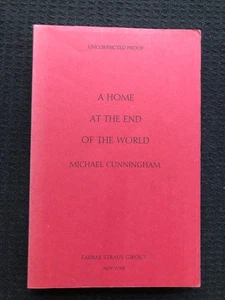 UNCORRECTED PROOF
A HOME
AT THE END
OF THE WORLD
MICHAEL CUNNINGHAM
FARRAR STRAUS GIROUX
NEW YORK